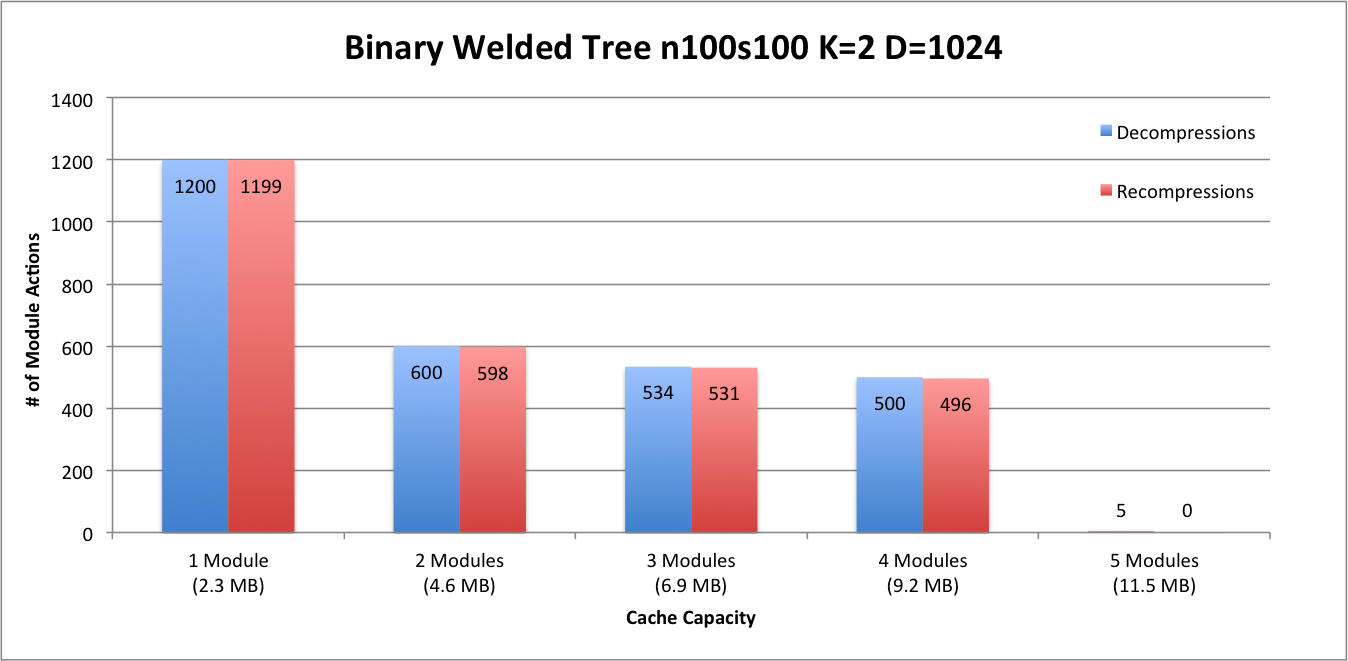 Binary Welded Tree n100s100 K=2 D=1024
1400
1200
1000
800
600
400
200
0
# of Module Actions
Decompressions
Recompressions
1200 1199
600 598
534 531
500 496
5 0
1 Module
(2.3 MB)
2 Modules
(4.6 MB)
3 Modules
(6.9 MB)
4 Modules
(9.2 MB)
5 Modules
(11.5 MB)
Cache Capacity